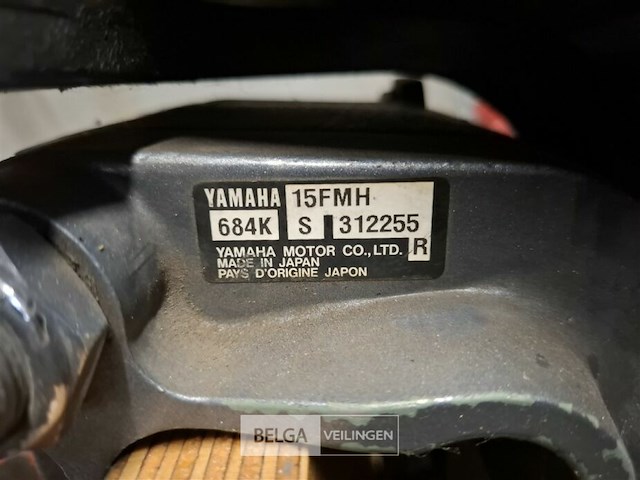 YAMAHA 15FMH
684K S 312255
YAMAHA MOTOR CO.,LTD. R
MADE IN JAPAN
PAYS D'ORIGINE JAPON
BELGA VEILINGEN